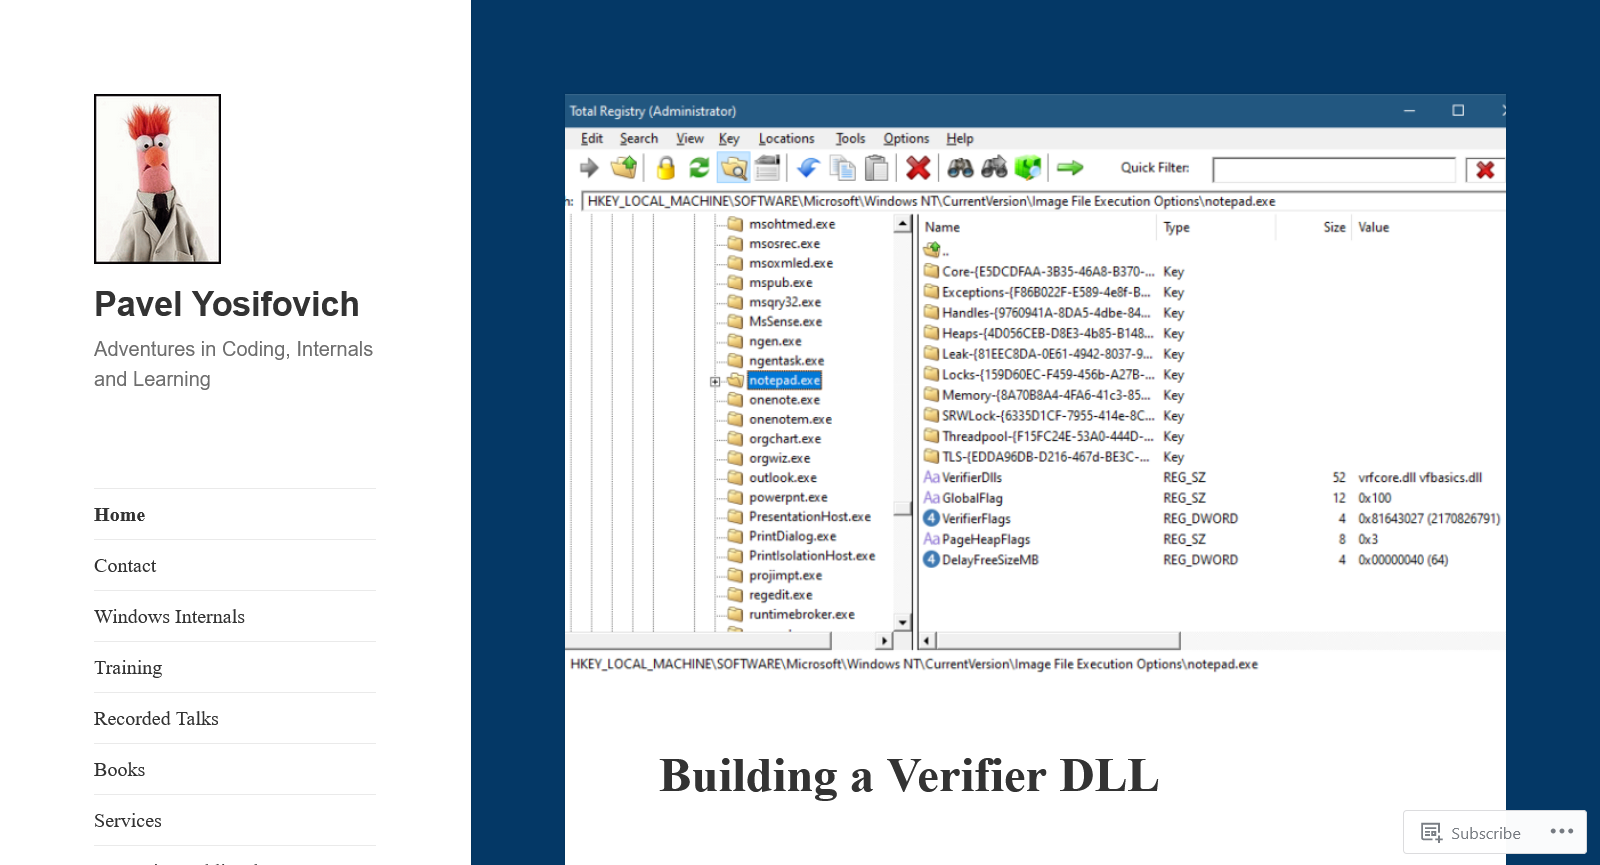 Pavel Yosifovich
Adventures in Coding, Internals
and Learning
Home
Contact
Windows Internals
Training
Recorded Talks
Books
Services
Total Registry (Administrator)
Edit Search View Key Locations Tools Options Help
Quick Filter:
HKEY_LOCAL_MACHINE\SOFTWARE\Microsoft\Windows NT\CurrentVersion\Image File Execution Options\notepad.exe
msohtmed.exe
msosrec.exe
msoxmled.exe
mspub.exe
msqry32.exe
MsSense.exe
ngen.exe
ngentask.exe
notepad.exe
onenote.exe
onenotem.exe
orgchart.exe
orgwiz.exe
outlook.exe
powerpnt.exe
PresentationHost.exe
PrintDialog.exe
PrintIsolationHost.exe
projimpt.exe
regedit.exe
runtimebroker.exe
Name Type Size Value
..
Core-{E5DCDFAA-3B35-46A8-B370-... Key
Exceptions-{F86B022F-E589-4e8f-B... Key
Handles-{9760941A-8DA5-4dbe-84... Key
Heaps-{4D056CEB-D8E3-4b85-B148... Key
Leak-{81EEC8DA-0E61-4942-8037-9... Key
Locks-{159D60EC-F459-456b-A27B-... Key
Memory-{8A70B8A4-4FA6-41c3-85... Key
SRWLock-{6335D1CF-7955-414e-8C... Key
Threadpool-{F15FC24E-53A0-444D-... Key
TLS-{EDDA96DB-D216-467d-BE3C-... Key
VerifierDlls REG_SZ 52 vrfcore.dll vfbasics.dll
GlobalFlag REG_SZ 12 0x100
VerifierFlags REG_DWORD 4 0x81643027 (2170826791)
PageHeapFlags REG_SZ 8 0x3
DelayFreeSizeMB REG_DWORD 4 0x00000040 (64)
HKEY_LOCAL_MACHINE\SOFTWARE\Microsoft\Windows NT\CurrentVersion\Image File Execution Options\notepad.exe
Building a Verifier DLL
Subscribe